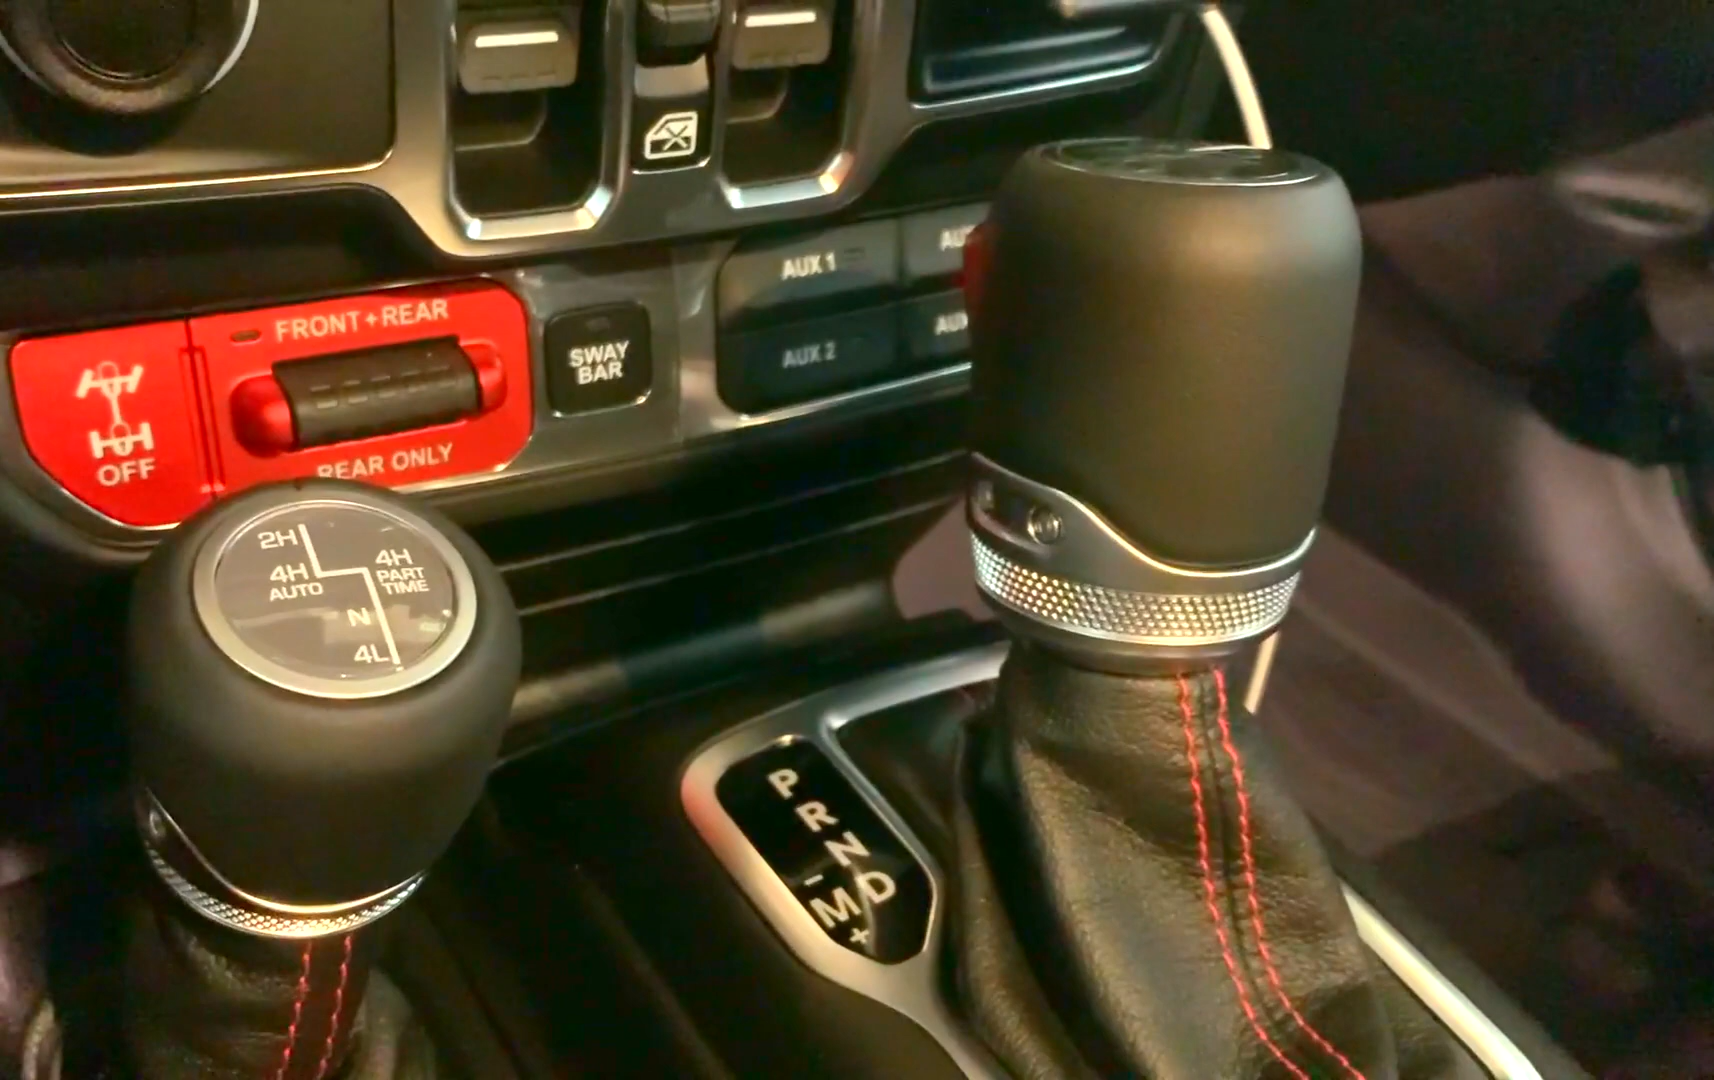 FRONT+REAR
OFF
REAR ONLY
SWAY
BAR
AUX 1
AUX 2
2H
4H
AUTO
4H
PART
TIME
N
4L
P
R
N
D
-
M
+